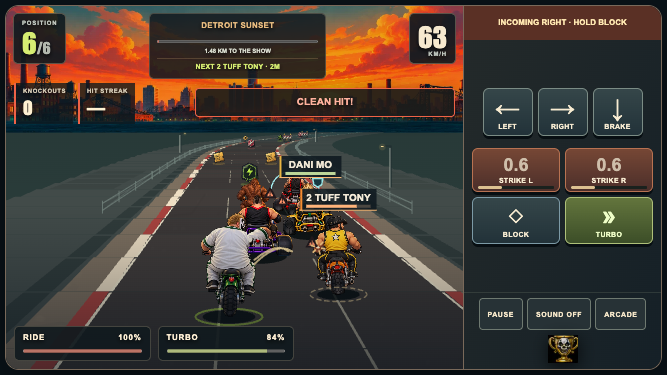 POSITION
6/6
DETROIT SUNSET
1.48 KM TO THE SHOW
NEXT 2 TUFF TONY · 2M
63
KM/H
KNOCKOUTS
0
HIT STREAK
—
CLEAN HIT!
DANI MO
2 TUFF TONY
RIDE 100%
TURBO 84%
INCOMING RIGHT · HOLD BLOCK
← LEFT
→ RIGHT
↓ BRAKE
0.6
STRIKE L
0.6
STRIKE R
◇ BLOCK
» TURBO
PAUSE
SOUND OFF
ARCADE